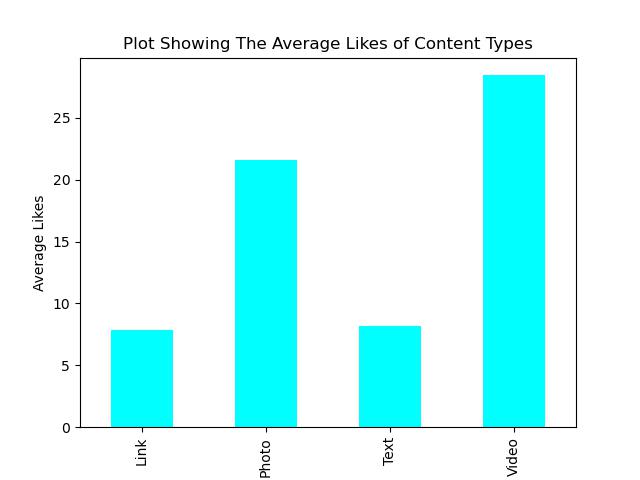 Plot Showing The Average Likes of Content Types
Average Likes
25
20
15
10
5
0
Link
Photo
Text
Video